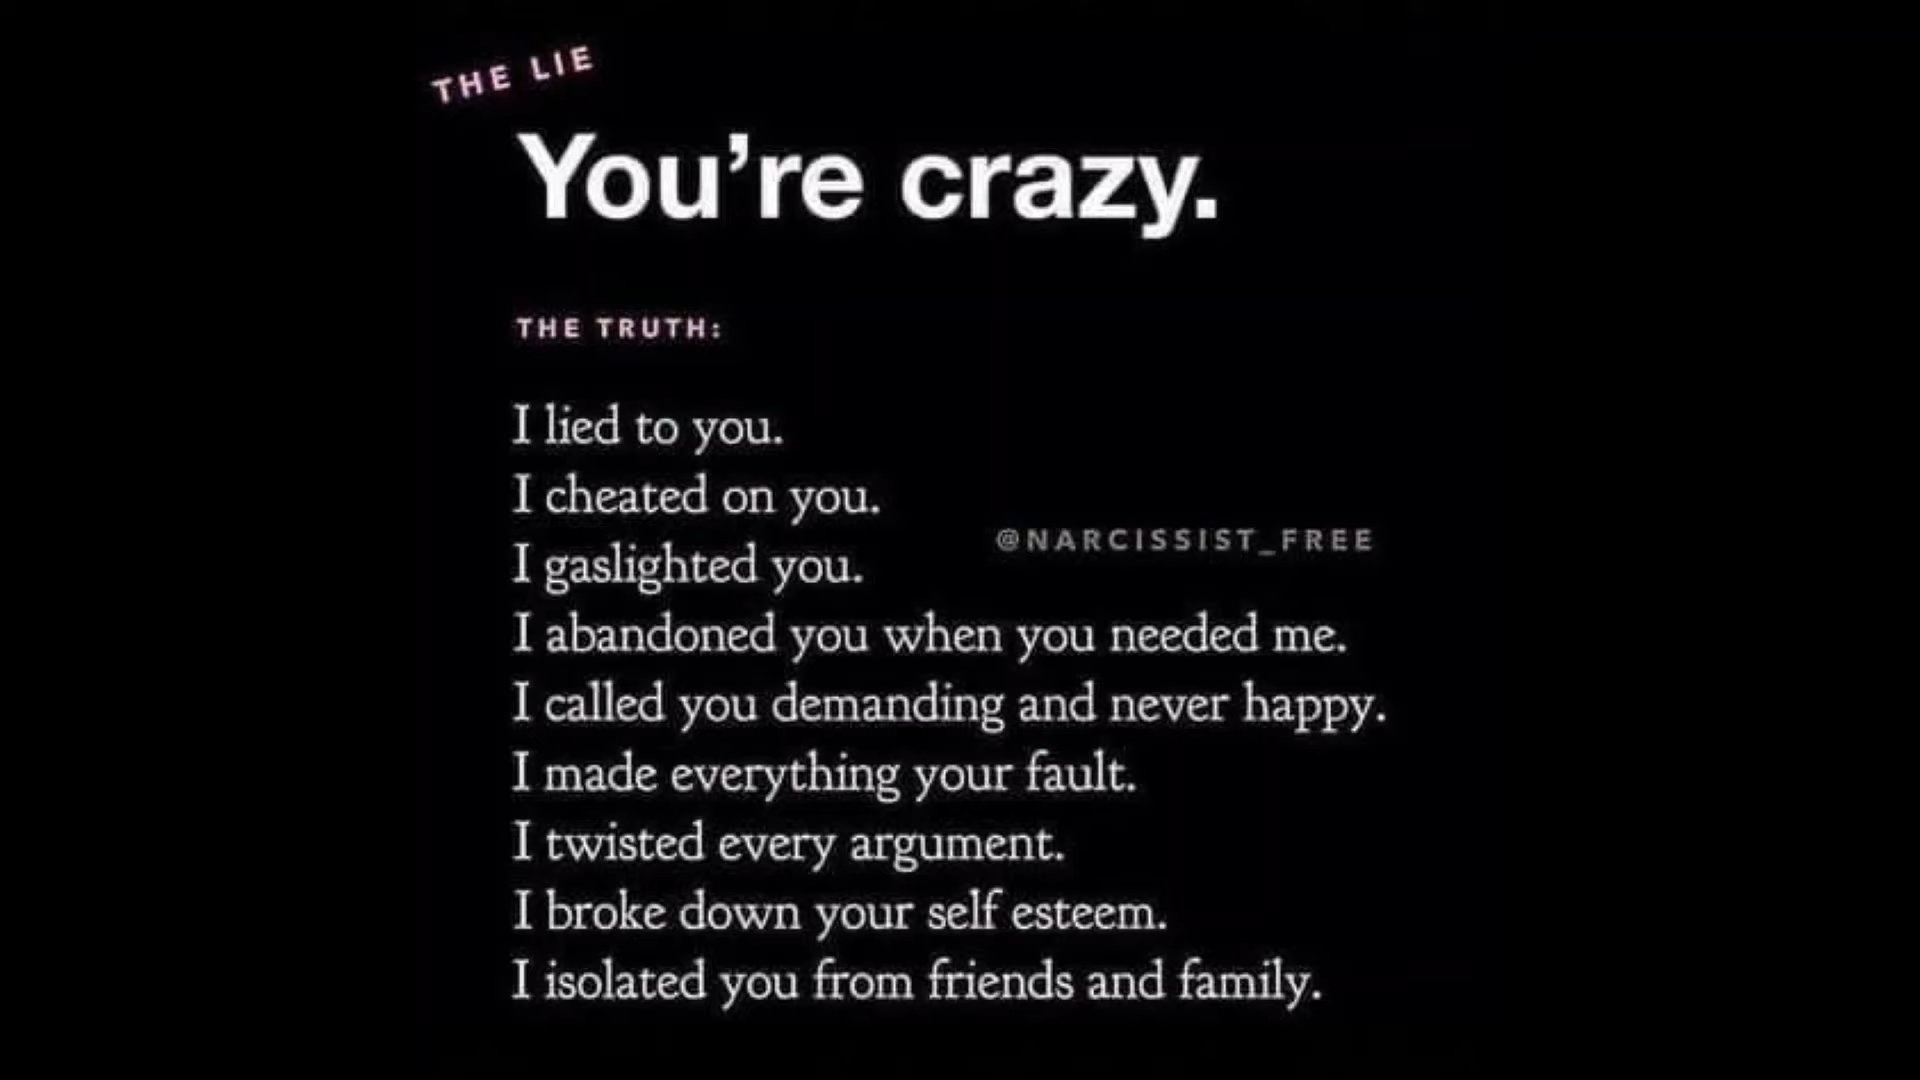 THE LIE
You’re crazy.
THE TRUTH:
I lied to you.
I cheated on you.
@NARCISSIST_FREE
I gaslighted you.
I abandoned you when you needed me.
I called you demanding and never happy.
I made everything your fault.
I twisted every argument.
I broke down your self esteem.
I isolated you from friends and family.